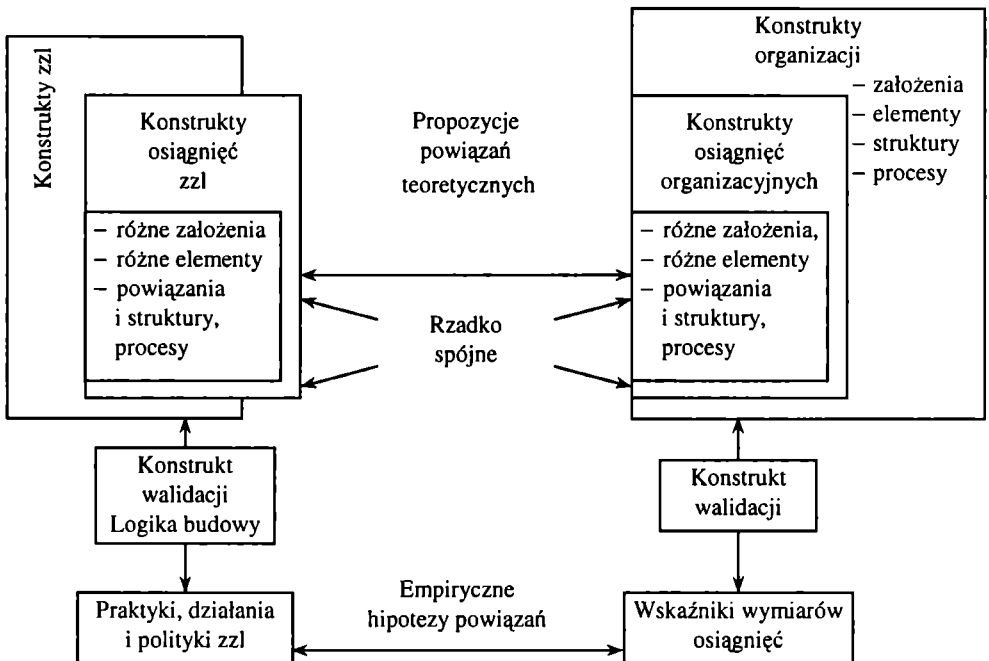 Konstrukty zzl
Konstrukty
osiągnięć
zzl
– różne założenia
– różne elementy
– powiązania
i struktury,
procesy
Propozycje
powiązań
teoretycznych
Rzadko
spójne
Konstrukty
organizacji
– założenia
– elementy
– struktury
– procesy
Konstrukty
osiągnięć
organizacyjnych
– różne założenia,
– różne elementy
– powiązania
i struktury,
procesy
Konstrukt
walidacji
Logika budowy
Konstrukt
walidacji
Praktyki, działania
i polityki zzl
Empiryczne
hipotezy powiązań
Wskaźniki wymiarów
osiągnięć